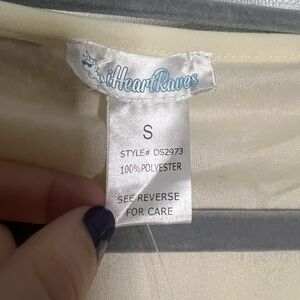 iHeartRaves
S
STYLE# DS2973
100%POLYESTER
SEE REVERSE
FOR CARE